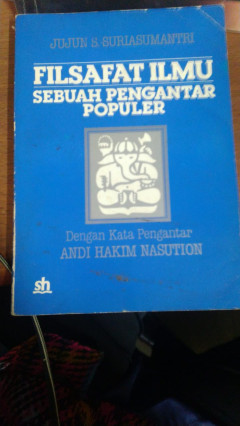 JUJUN S. SURIASUMANTRI
FILSAFAT ILMU
SEBUAH PENGANTAR
POPULER
Dengan Kata Pengantar
ANDI HAKIM NASUTION
sh